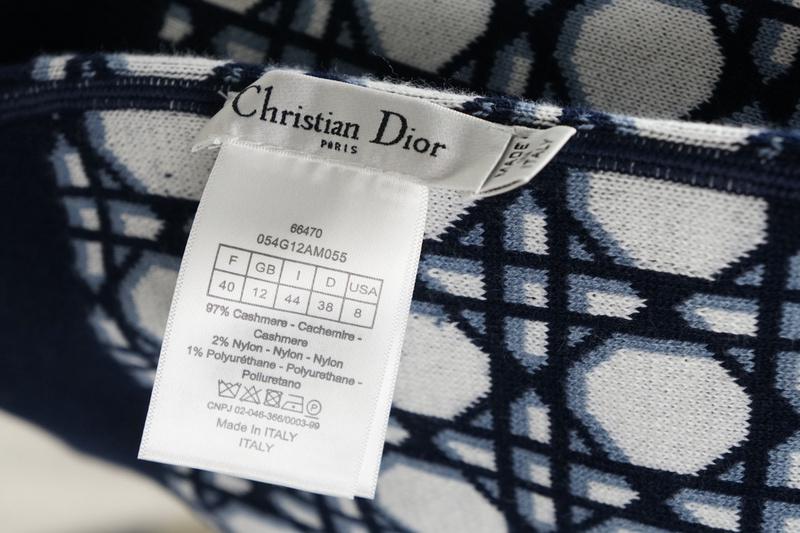 Christian Dior
PARIS
MADE IN
ITALY
66470
054G12AM055
F GB I D USA
40 12 44 38 8
97% Cashmere - Cachemire -
Cashmere
2% Nylon - Nylon - Nylon
1% Polyuréthane - Polyurethane -
Poliuretano
CNPJ 02-046-366/0003-99
Made In ITALY
ITALY